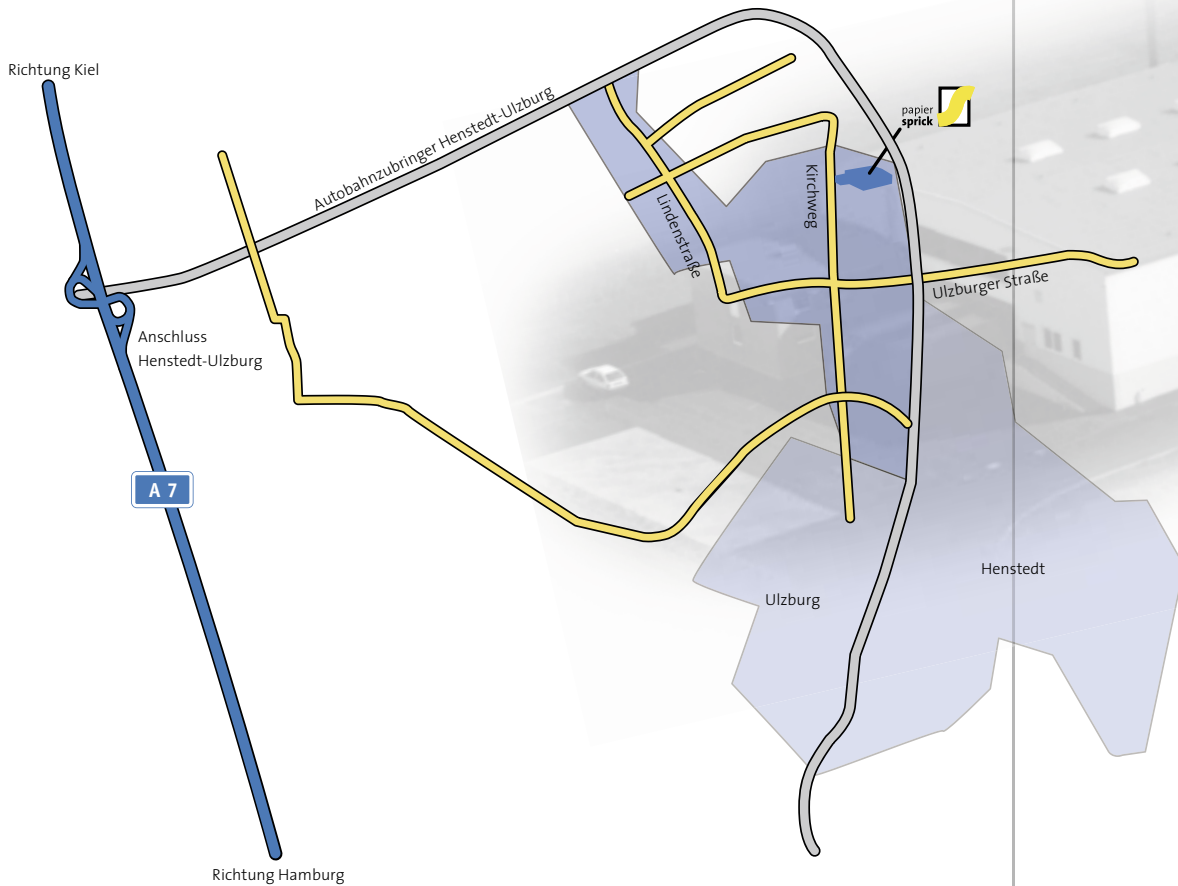 Richtung Kiel
Autobahnzubringer Henstedt-Ulzburg
papier
sprick
Kirchweg
Lindenstraße
Ulzburger Straße
Anschluss
Henstedt-Ulzburg
A 7
Henstedt
Ulzburg
Richtung Hamburg